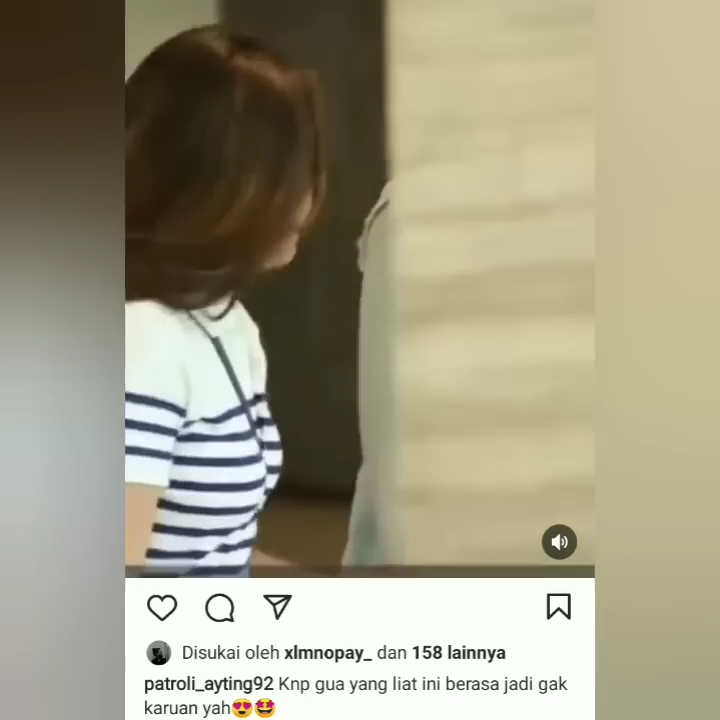 Disukai oleh xlmnopay_ dan 158 lainnya
patroli_ayting92 Knp gua yang liat ini berasa jadi gak
karuan yah😍🤩